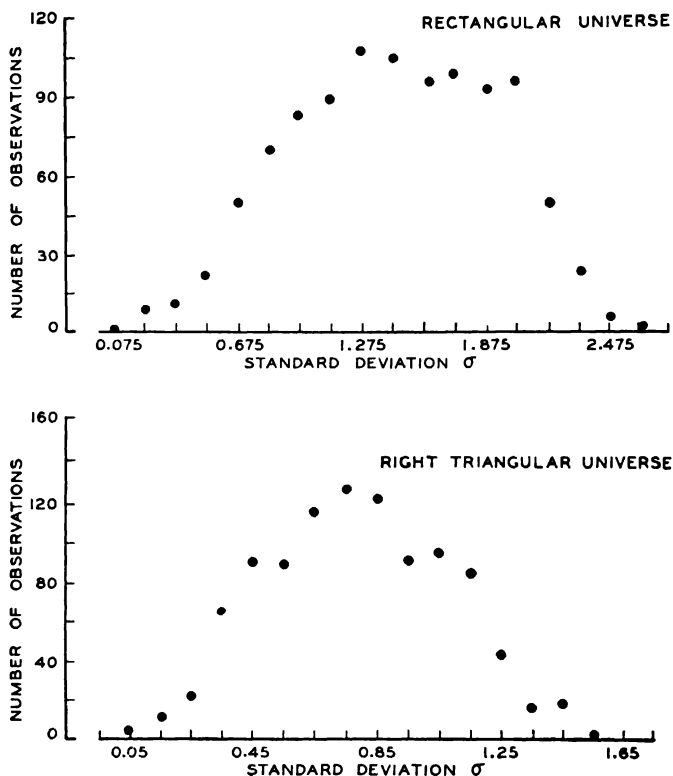 RECTANGULAR UNIVERSE
NUMBER OF OBSERVATIONS
120
90
60
30
0
0.075 0.675 1.275 1.875 2.475
STANDARD DEVIATION σ
RIGHT TRIANGULAR UNIVERSE
NUMBER OF OBSERVATIONS
160
120
80
40
0
0.05 0.45 0.85 1.25 1.65
STANDARD DEVIATION σ